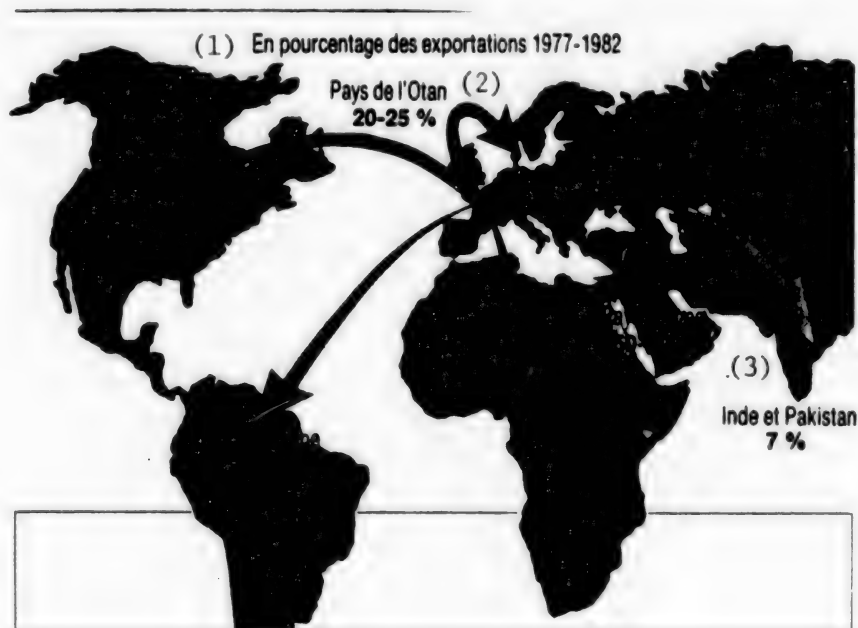 (1) En pourcentage des exportations 1977-1982
Pays de l'Otan (2)
20-25 %
(3)
Inde et Pakistan
7 %